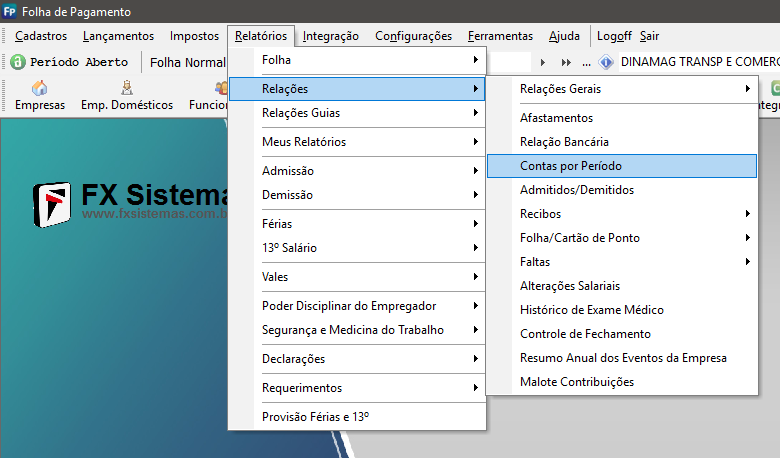 Fp Folha de Pagamento
Cadastros Lançamentos Impostos Relatórios Integração Configurações Ferramentas Ajuda Logoff Sair
Período Aberto Folha Normal ... DINAMAG TRANSP E COMER
Empresas Emp. Domésticos Funcion
Folha
Relações
Relações Guias
Meus Relatórios
Admissão
Demissão
Férias
13º Salário
Vales
Poder Disciplinar do Empregador
Segurança e Medicina do Trabalho
Declarações
Requerimentos
Provisão Férias e 13º
Relações Gerais
Afastamentos
Relação Bancária
Contas por Período
Admitidos/Demitidos
Recibos
Folha/Cartão de Ponto
Faltas
Alterações Salariais
Histórico de Exame Médico
Controle de Fechamento
Resumo Anual dos Eventos da Empresa
Malote Contribuições
FX Sistema
www.fxsistemas.com.b